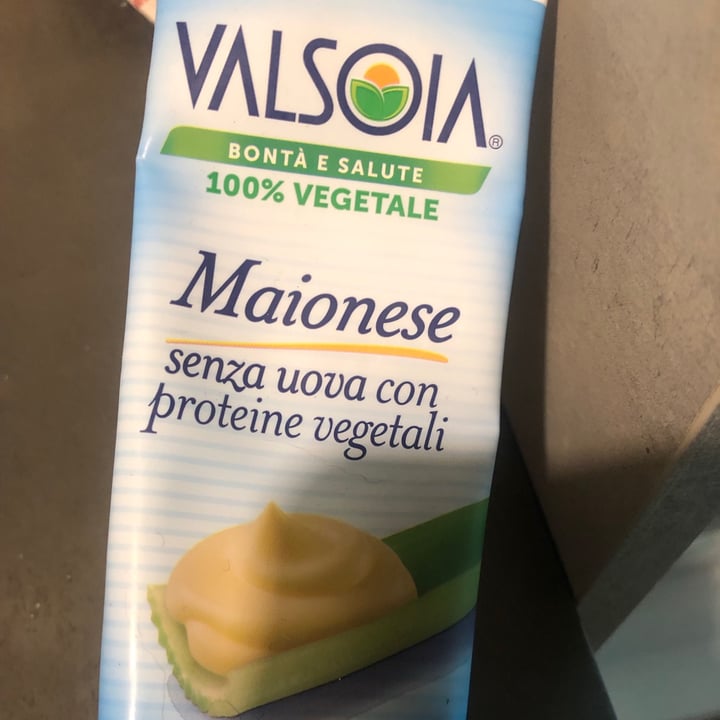 VALSOIA®
BONTÀ E SALUTE
100% VEGETALE
Maionese
senza uova con
proteine vegetali